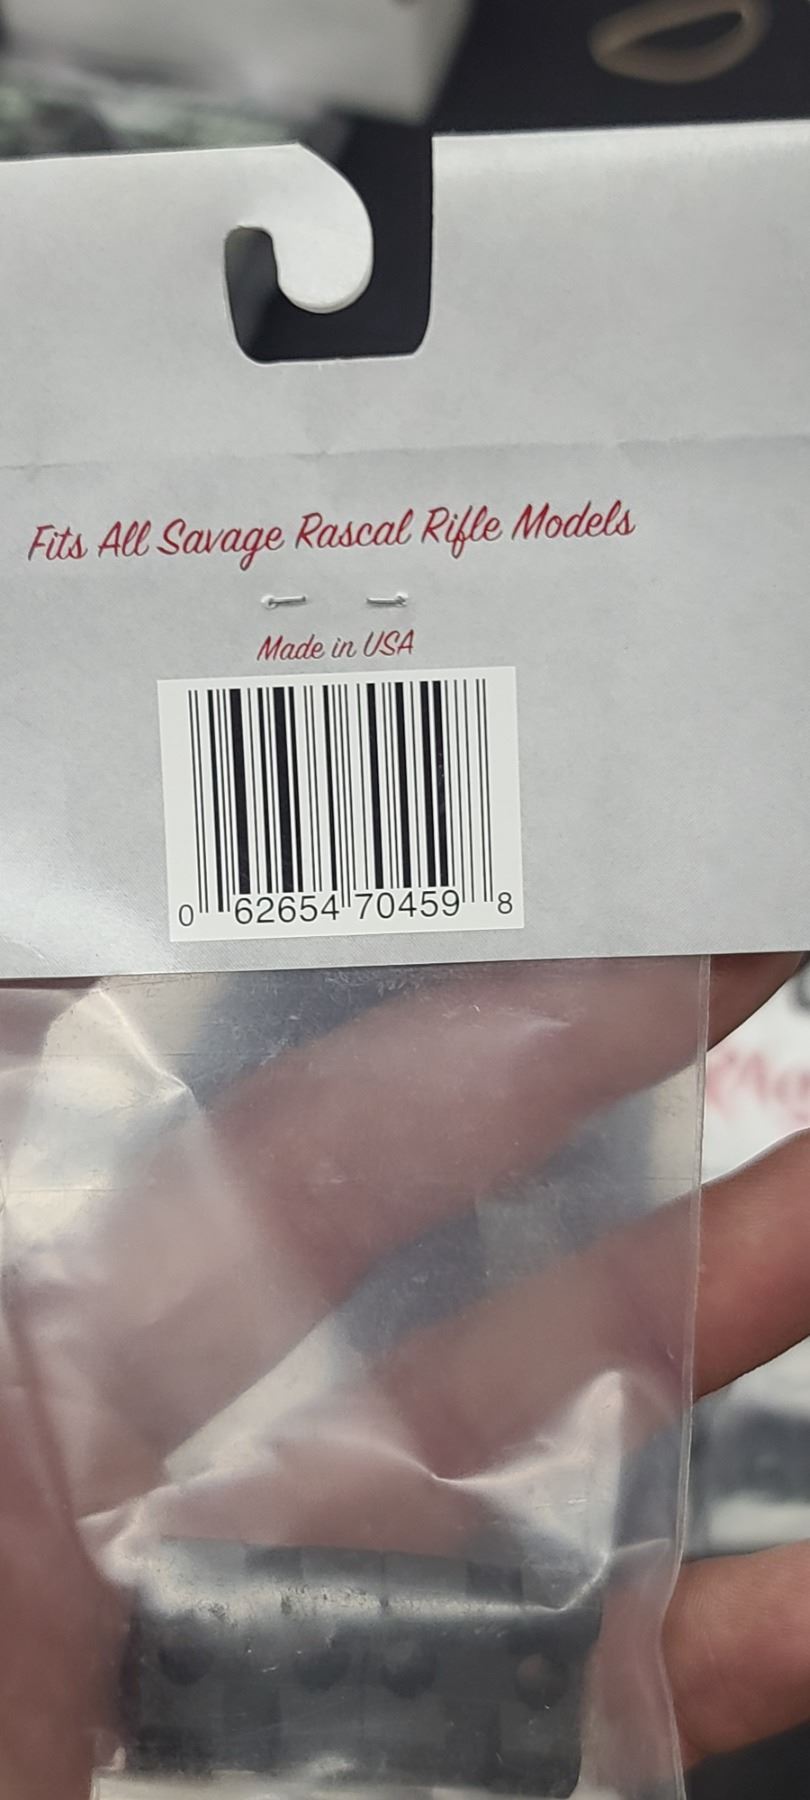 Fits All Savage Rascal Rifle Models
Made in USA
0 62654 70459 8